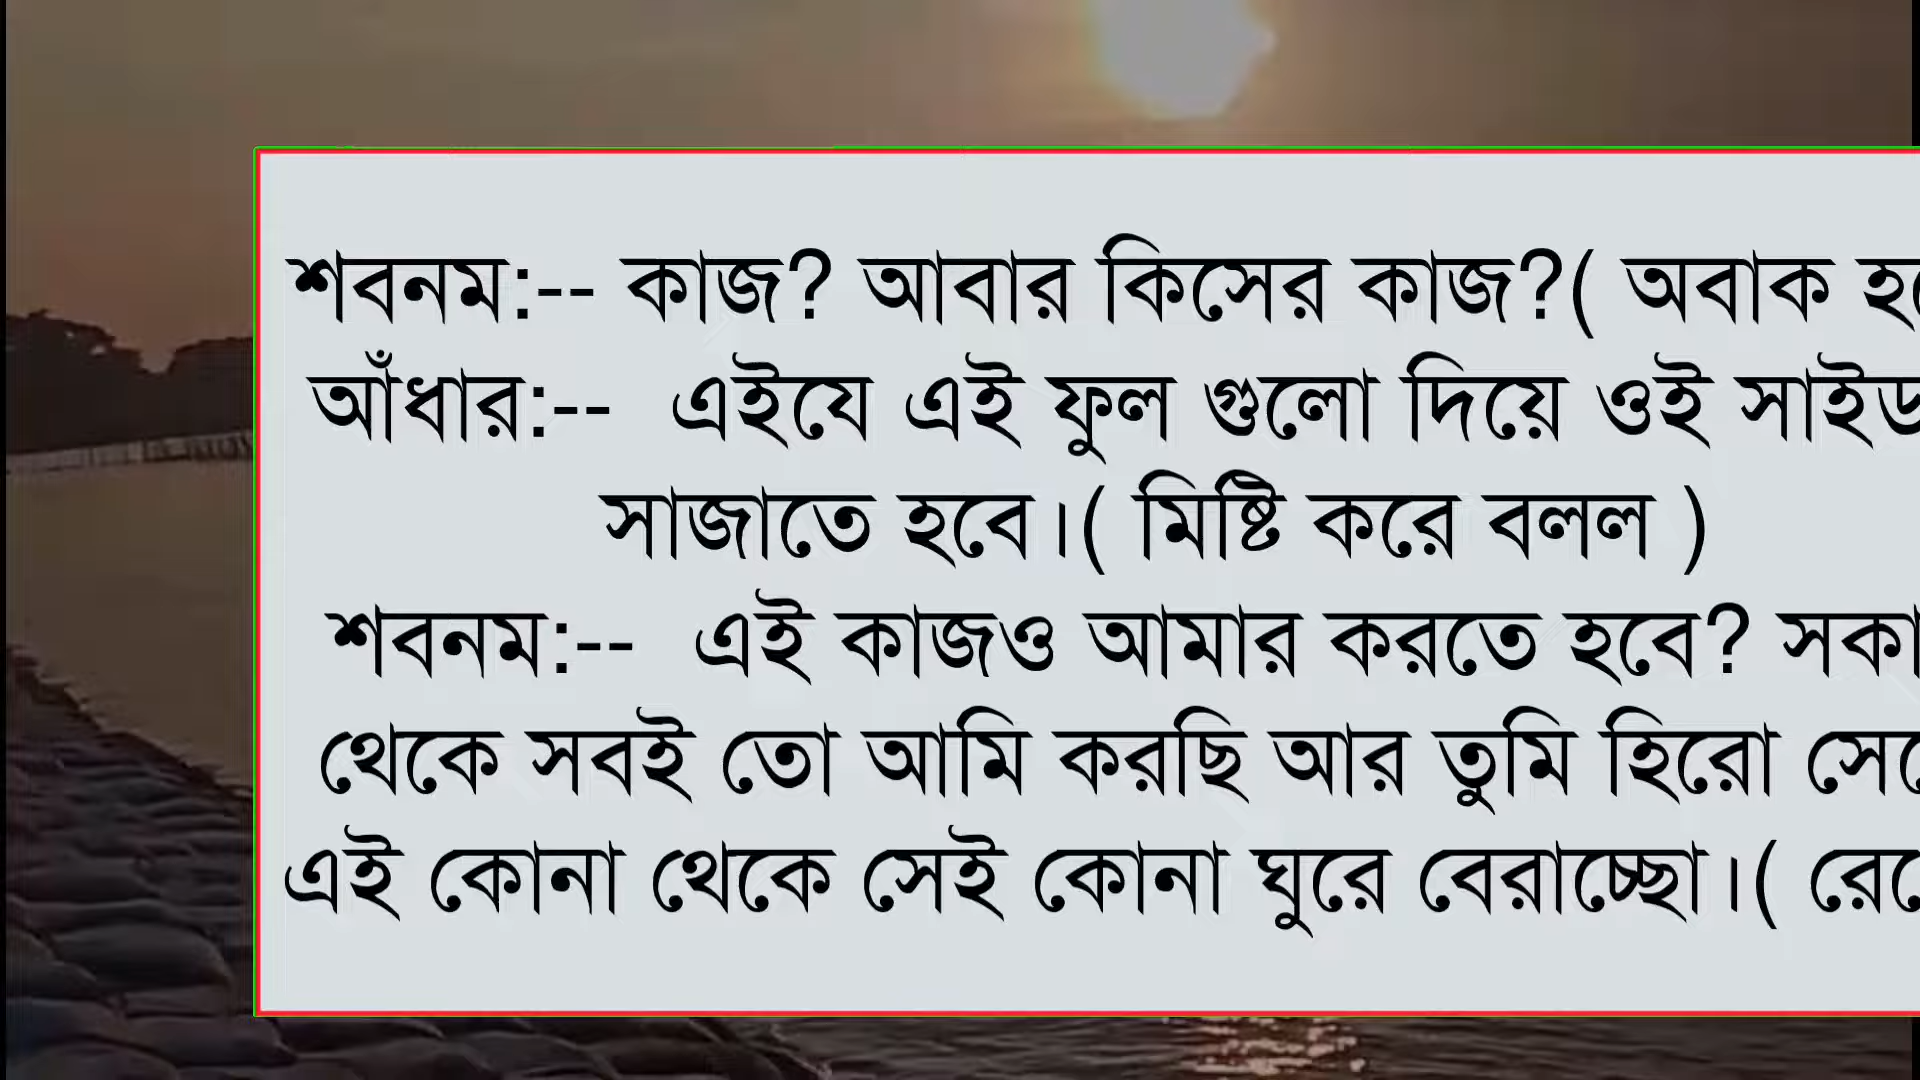 শবনম:-- কাজ? আবার কিসের কাজ?( অবাক
আঁধার:-- এইযে এই ফুল গুলো দিয়ে ওই সাইড
সাজাতে হবে।( মিষ্টি করে বলল )
শবনম:-- এই কাজও আমার করতে হবে?
থেকে সবই তো আমি করছি আর তুমি হিরো
এই কোনা থেকে সেই কোনা ঘুরে বেরাচ্ছো।(